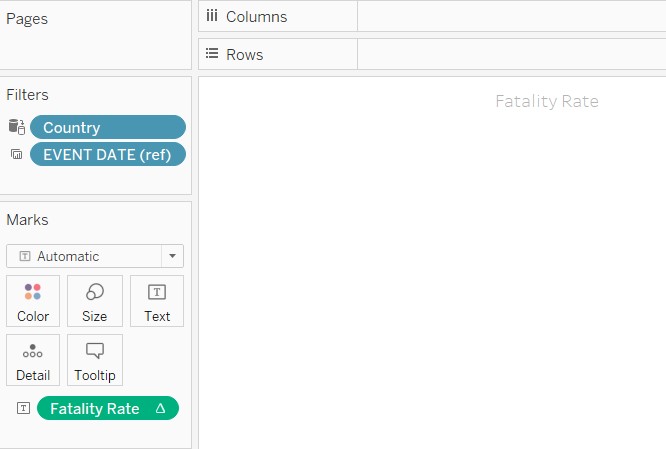 Pages
Columns
Rows
Filters
Country
EVENT DATE (ref)
Marks
Automatic
Color Size Text
Detail Tooltip
Fatality Rate
Fatality Rate